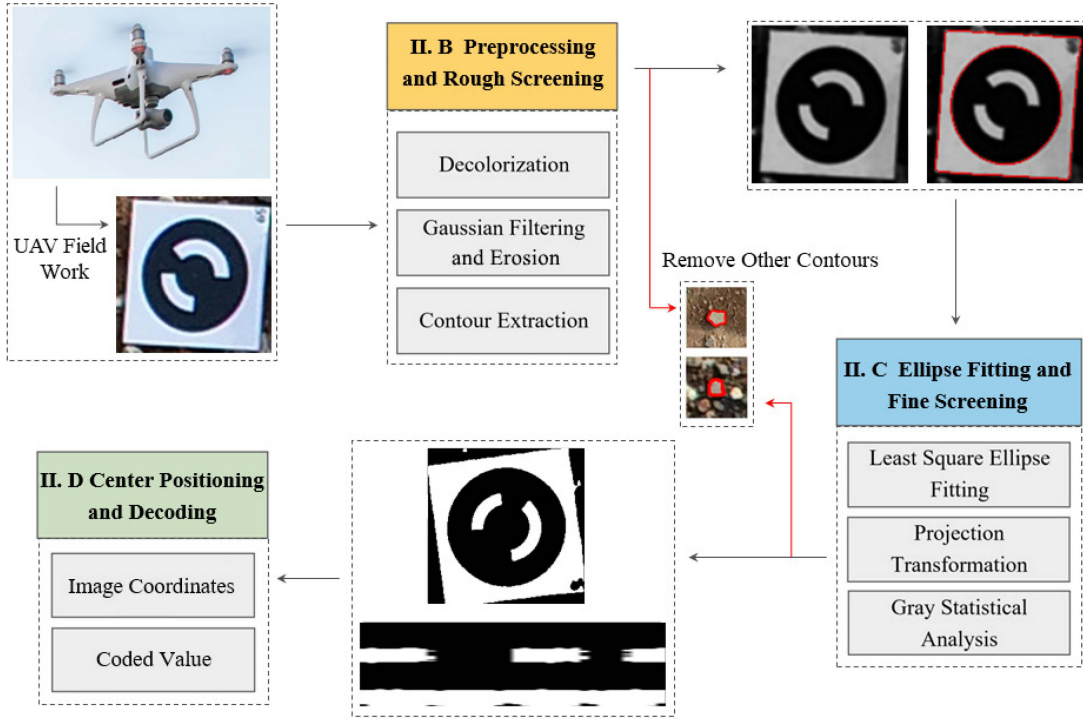 UAV Field
Work
II. B Preprocessing
and Rough Screening
Decolorization
Gaussian Filtering
and Erosion
Contour Extraction
Remove Other Contours
II. C Ellipse Fitting and
Fine Screening
Least Square Ellipse
Fitting
Projection
Transformation
Gray Statistical
Analysis
II. D Center Positioning
and Decoding
Image Coordinates
Coded Value